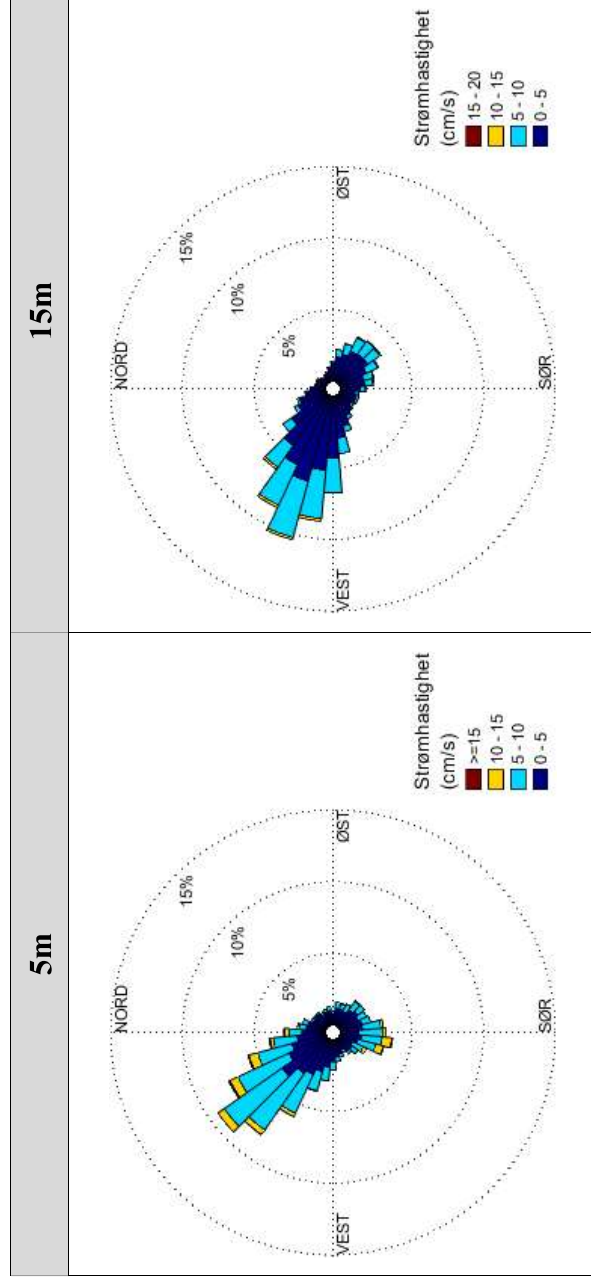 5m
NORD
15%
10%
5%
VEST
ØST
SØR
Strømhastighet
(cm/s)
>=15
10 - 15
5 - 10
0 - 5
15m
NORD
15%
10%
5%
VEST
ØST
SØR
Strømhastighet
(cm/s)
15 - 20
10 - 15
5 - 10
0 - 5